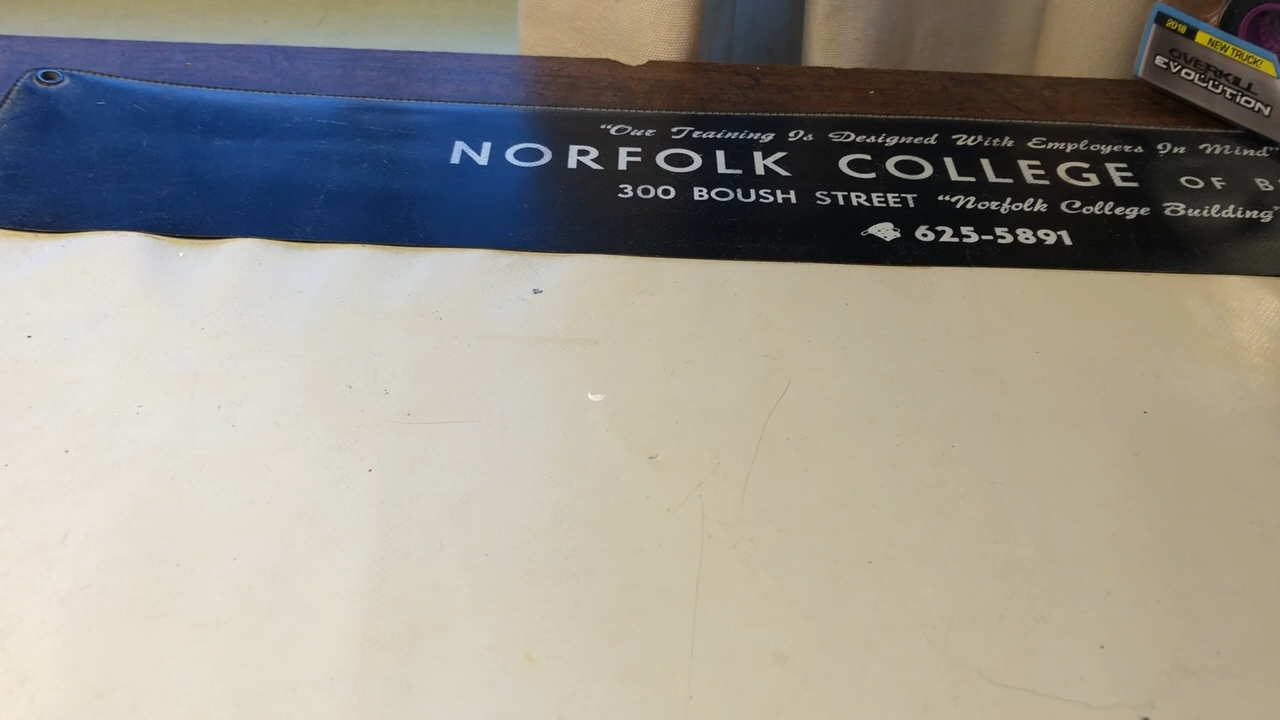 2018 NEW TRUCK!
OVERKILL
EVOLUTION
"Our Training Is Designed With Employers In Mind"
NORFOLK COLLEGE OF B
300 BOUSH STREET "Norfolk College Building"
625-5891